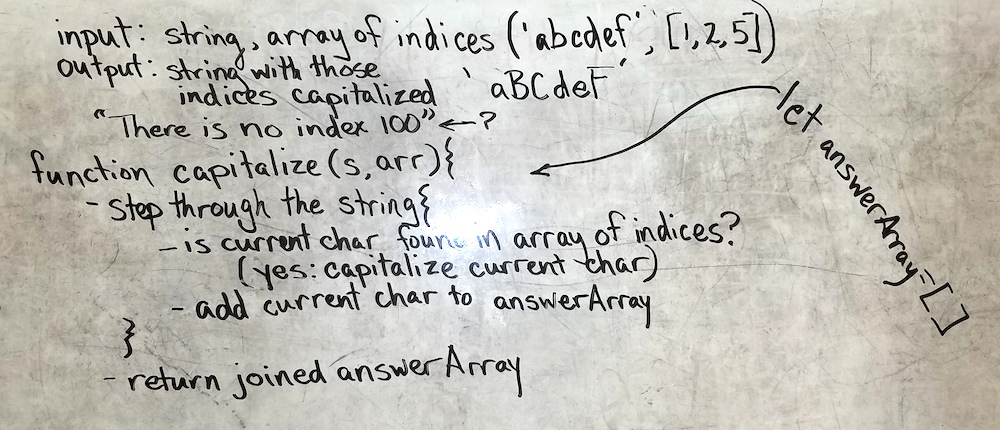 input: string, array of indices ('abcdef', [1,2,5])
output: string with those
indices capitalized 'aBCdeF'
"There is no index 100" ←?
function capitalize(s, arr){
let answerArray=[]
- step through the string{
- is current char found in array of indices?
(yes: capitalize current char)
- add current char to answerArray
}
- return joined answerArray